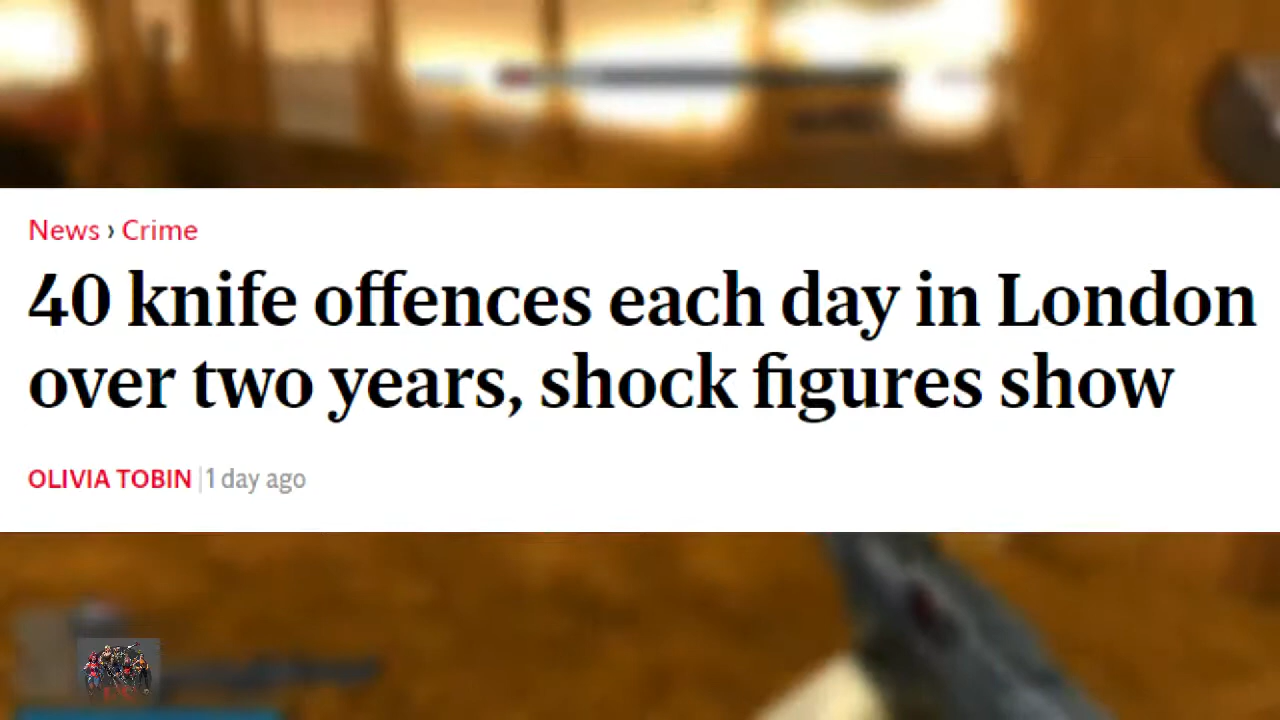 News › Crime
40 knife offences each day in London
over two years, shock figures show
OLIVIA TOBIN | 1 day ago